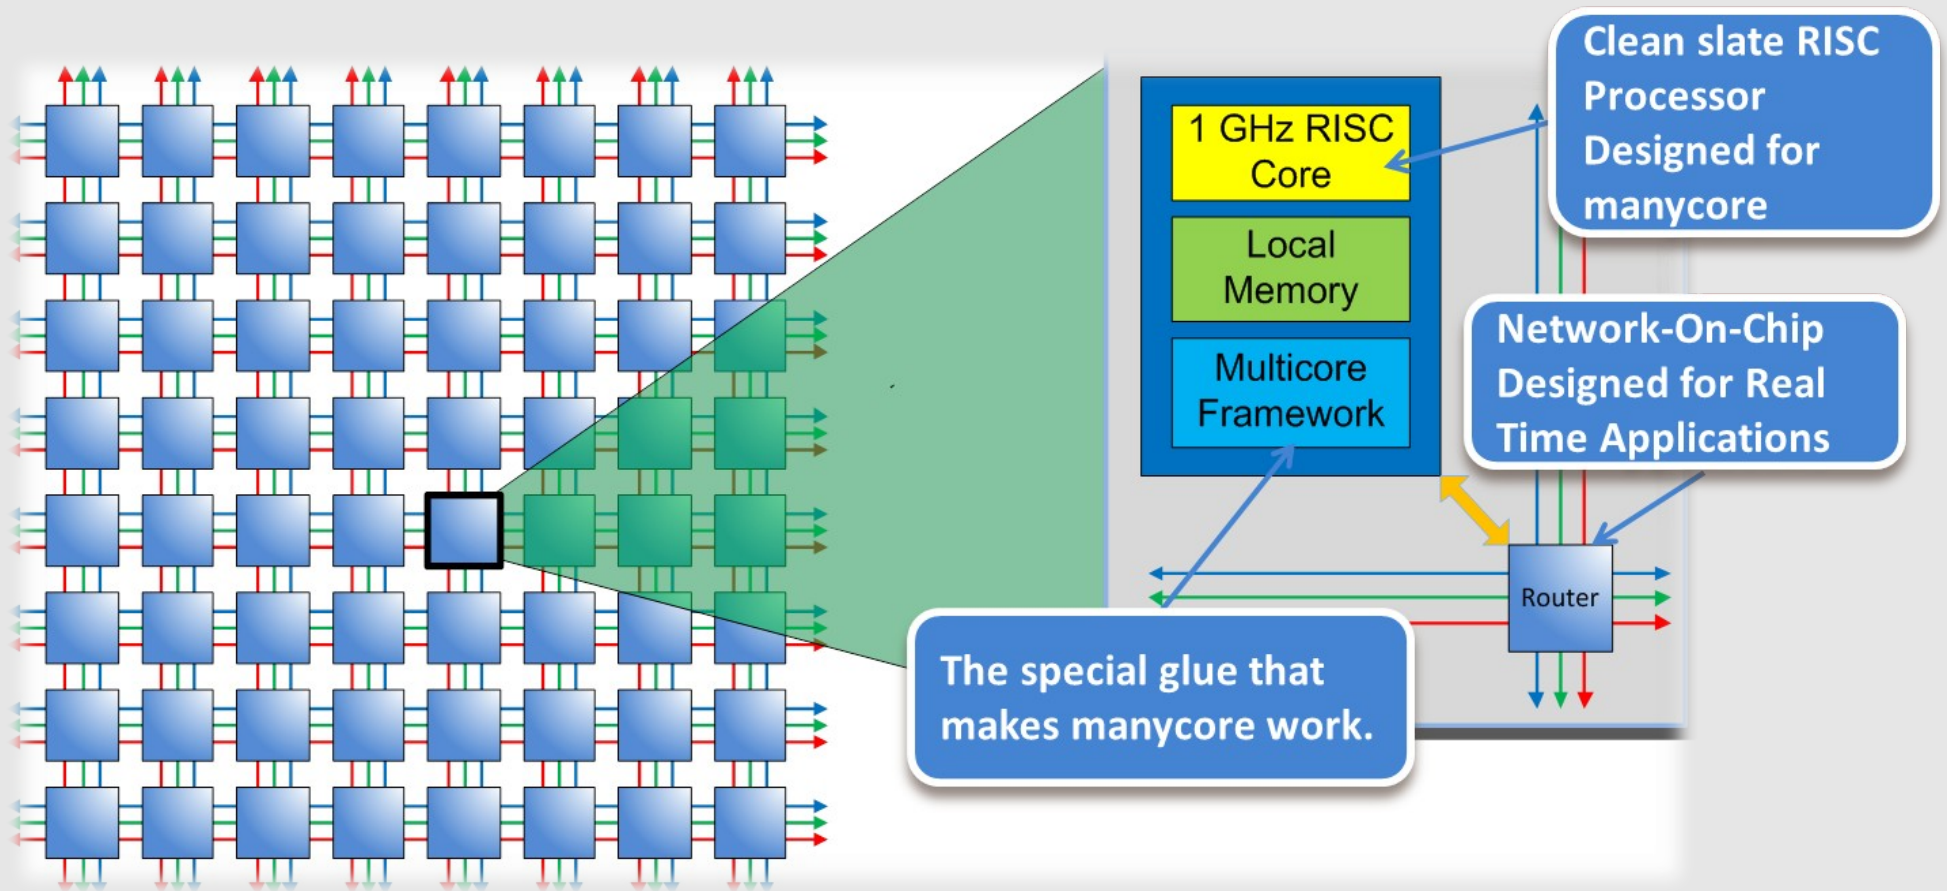 Clean slate RISC
Processor
Designed for
manycore
1 GHz RISC
Core
Local
Memory
Multicore
Framework
Network-On-Chip
Designed for Real
Time Applications
Router
The special glue that
makes manycore work.